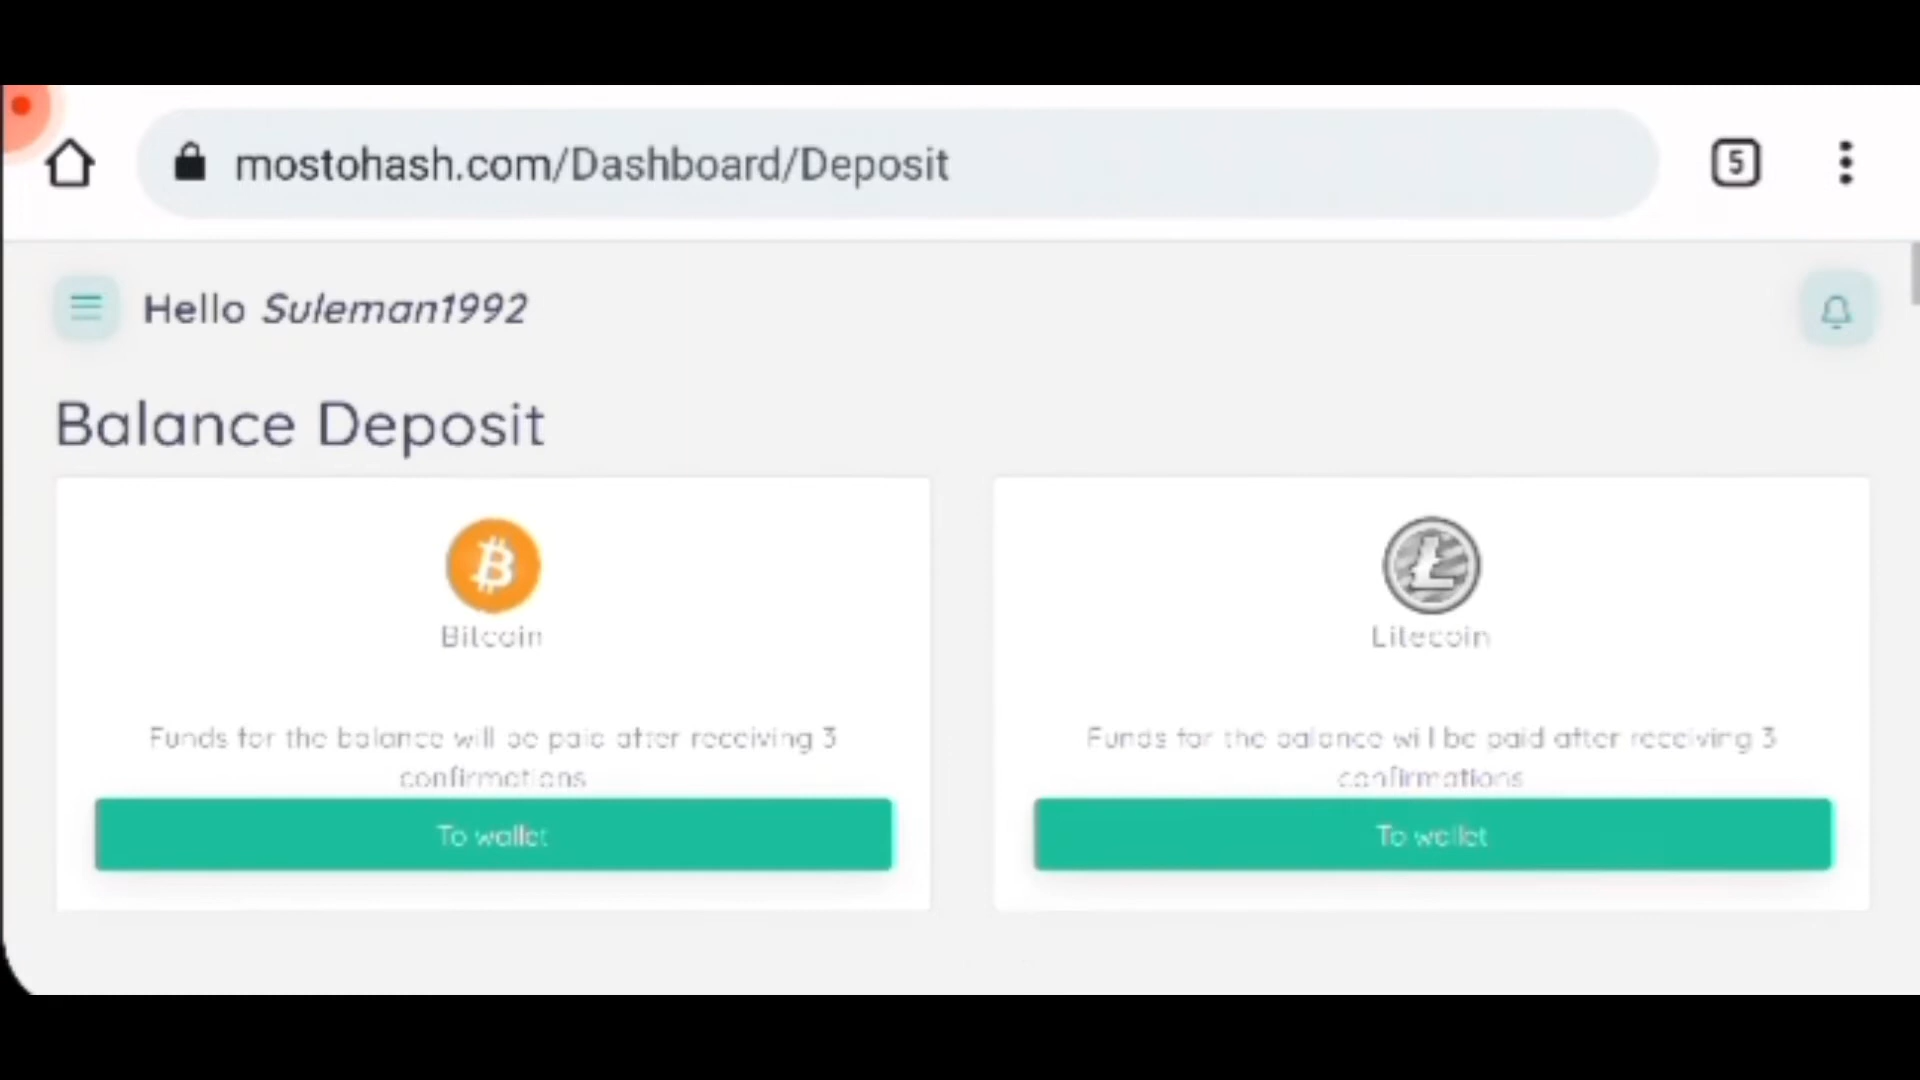 mostohash.com/Dashboard/Deposit
5
Hello Suleman1992
Balance Deposit
Bitcoin
Litecoin
Funds for the balance will be paid after receiving 3
confirmations
Funds for the balance will be paid after receiving 3
confirmations
To wallet
To wallet